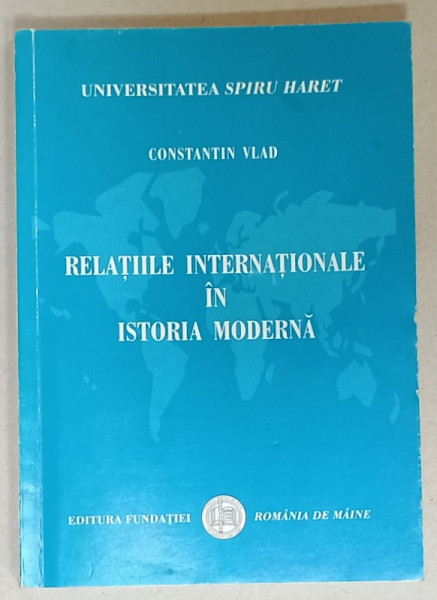 UNIVERSITATEA SPIRU HARET
CONSTANTIN VLAD
RELAȚIILE INTERNAȚIONALE
ÎN
ISTORIA MODERNĂ
EDITURA FUNDAȚIEI ROMÂNIA DE MÂINE